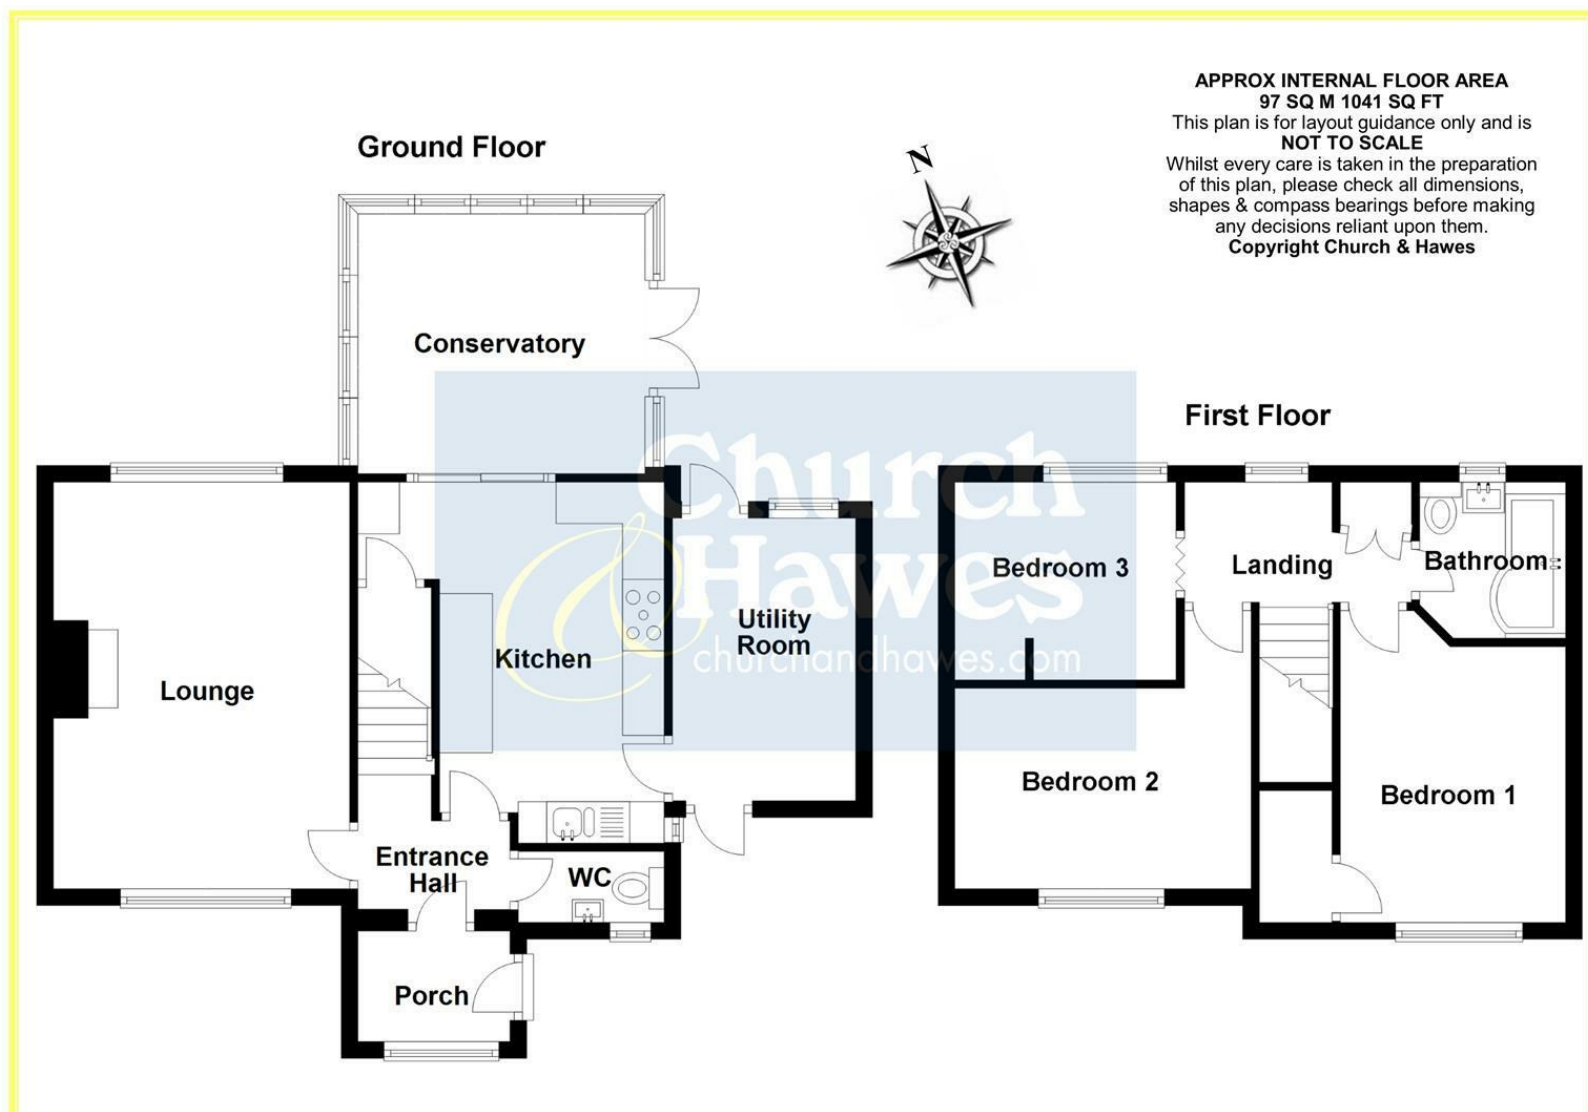 APPROX INTERNAL FLOOR AREA
97 SQ M 1041 SQ FT
This plan is for layout guidance only and is
NOT TO SCALE
Whilst every care is taken in the preparation
of this plan, please check all dimensions,
shapes & compass bearings before making
any decisions reliant upon them.
Copyright Church & Hawes
Ground Floor
N
Conservatory
First Floor
Church
& Hawes
churchandhawes.com
Lounge
Kitchen
Utility
Room
Entrance
Hall
WC
Porch
Bedroom 3
Landing
Bathroom
Bedroom 2
Bedroom 1